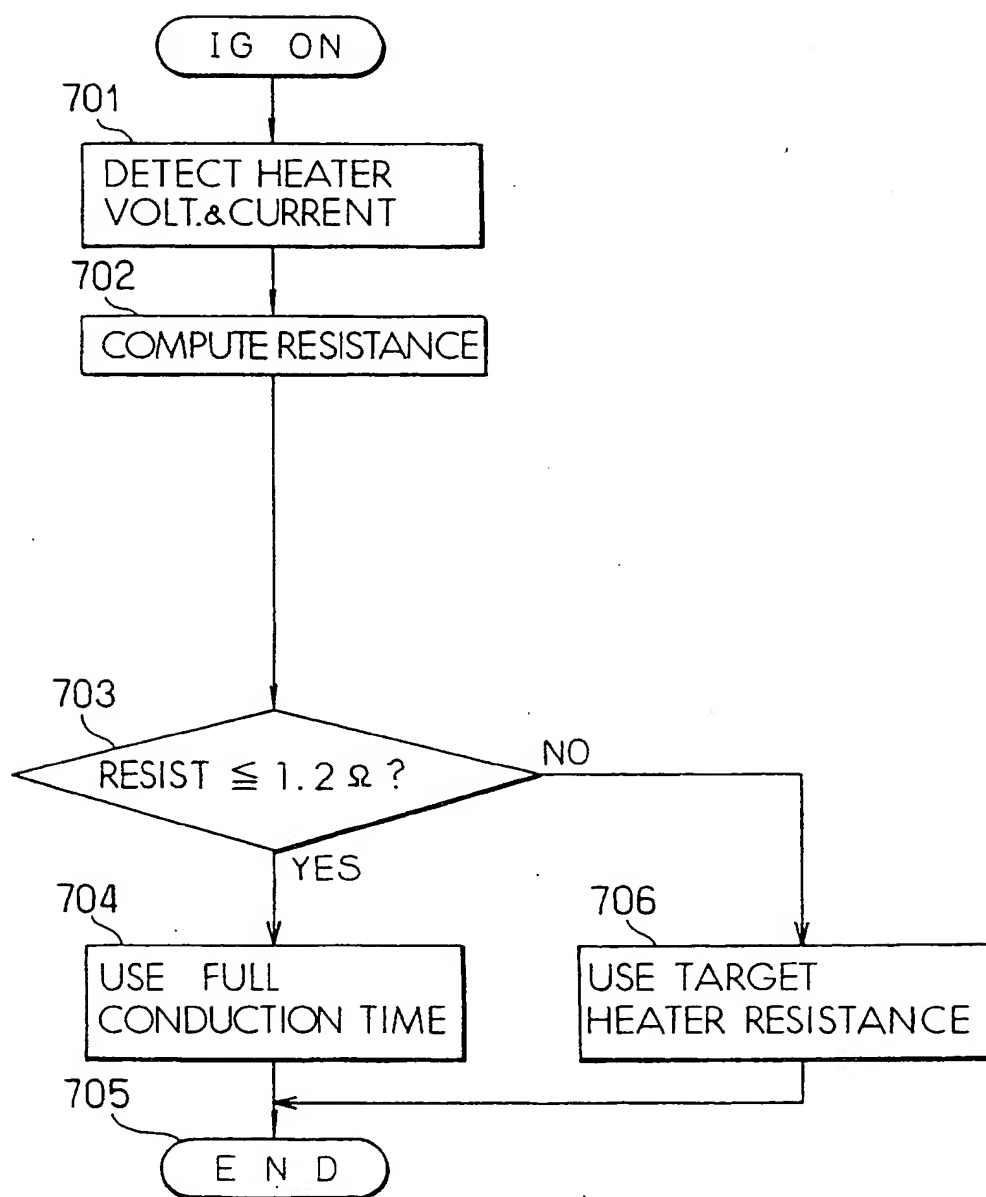 IG ON
701
DETECT HEATER
VOLT.&CURRENT
702
COMPUTE RESISTANCE
703
RESIST ≦ 1.2 Ω ?
NO
YES
704
USE FULL
CONDUCTION TIME
706
USE TARGET
HEATER RESISTANCE
705
END